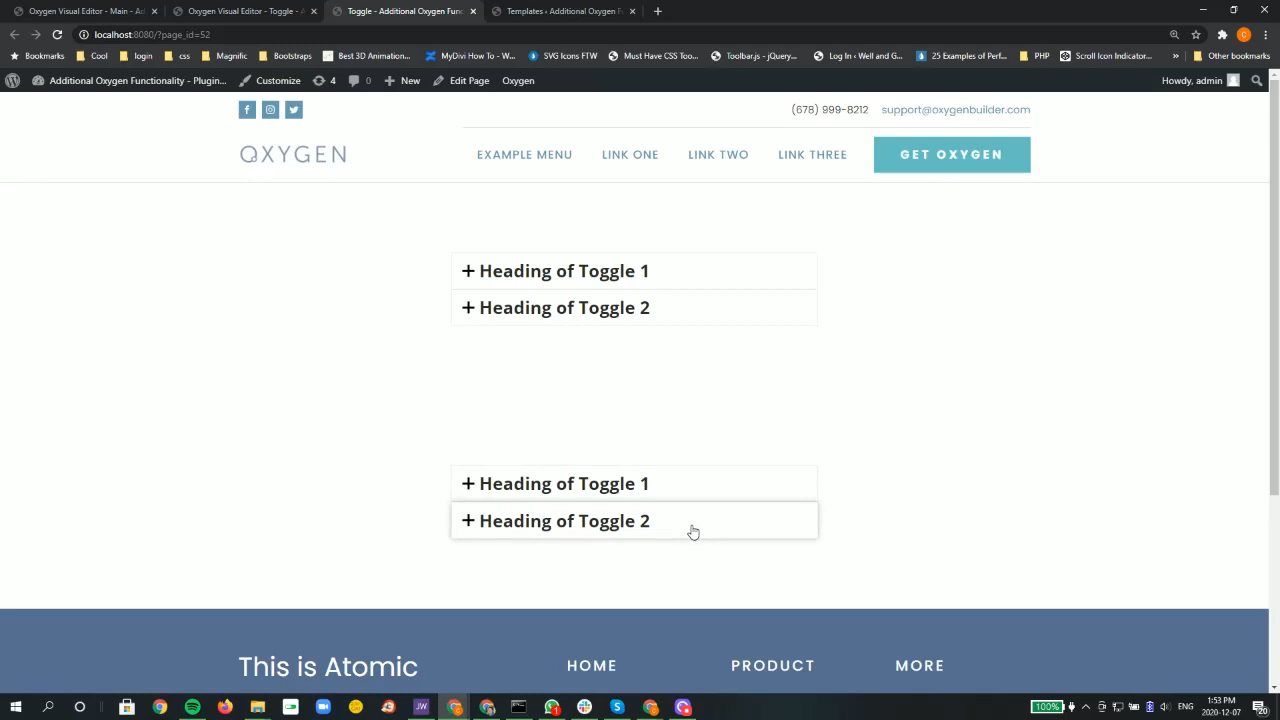 Oxygen Visual Editor - Main - Ad
Oxygen Visual Editor - Toggle - A
Toggle - Additional Oxygen Func
Templates ‹ Additional Oxygen F
localhost:8080/?page_id=52
Bookmarks
Cool
login
css
Magnific
Bootstraps
Best 3D Animation...
MyDivi How To - W...
SVG Icons FTW
Must Have CSS Too...
Toolbar.js - jQuery...
Log In ‹ Well and G...
25 Examples of Perf...
PHP
Scroll Icon Indicator...
»
Other bookmarks
Additional Oxygen Functionality - Plugin...
Customize
4
0
New
Edit Page
Oxygen
Howdy, admin
(678) 999-8212
support@oxygenbuilder.com
OXYGEN
EXAMPLE MENU
LINK ONE
LINK TWO
LINK THREE
GET OXYGEN
Heading of Toggle 1
Heading of Toggle 2
Heading of Toggle 1
Heading of Toggle 2
This is Atomic
HOME
PRODUCT
MORE
JW
100%
ENG
1:53 PM
2020-12-07
20